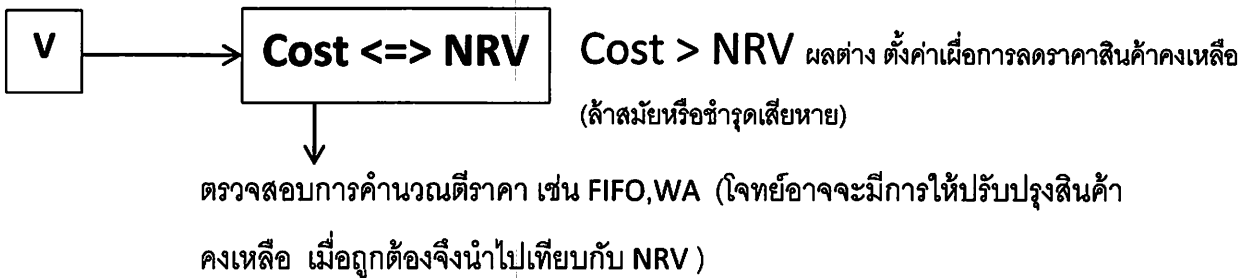 V
Cost <=> NRV
Cost > NRV ผลต่าง ตั้งค่าเผื่อการลดราคาสินค้าคงเหลือ
(ล้าสมัยหรือชำรุดเสียหาย)
ตรวจสอบการคำนวณตีราคา เช่น FIFO,WA (โจทย์อาจจะมีการให้ปรับปรุงสินค้า
คงเหลือ เมื่อถูกต้องจึงนำไปเทียบกับ NRV )